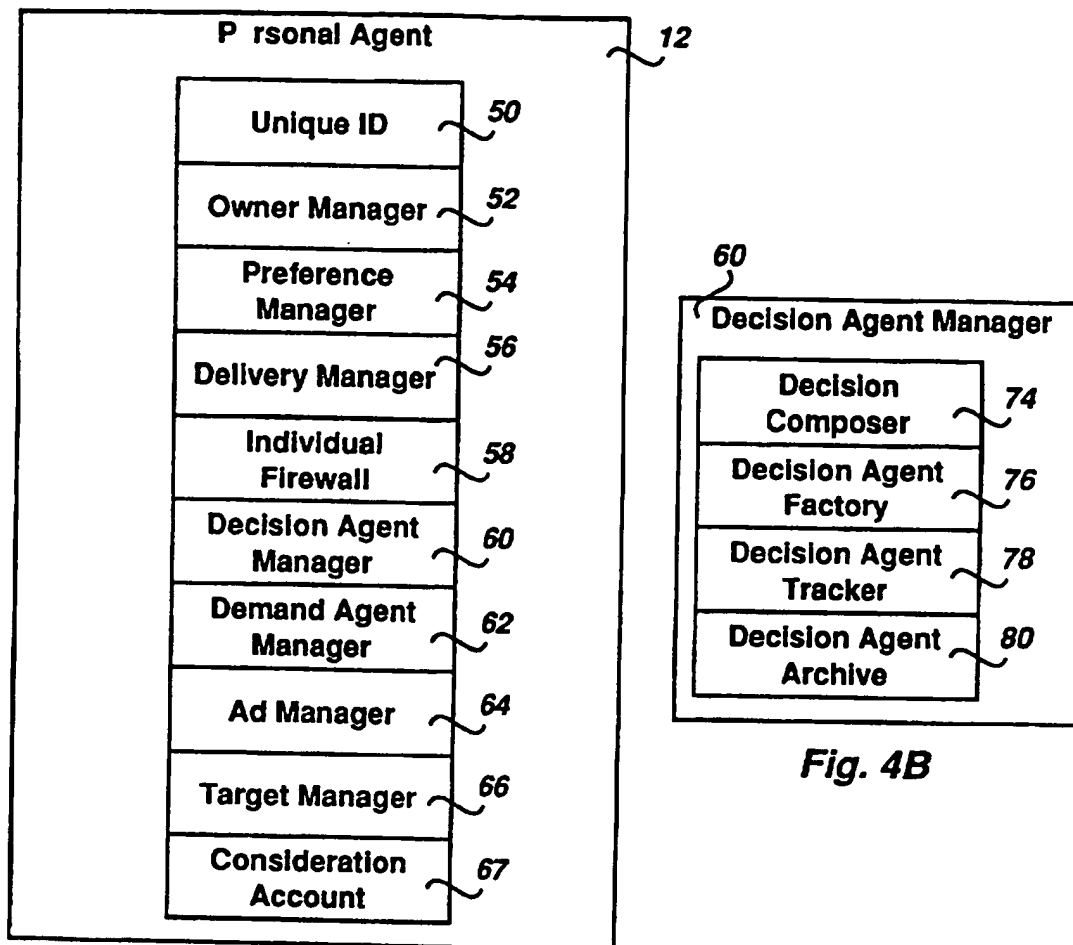 P rsonal Agent
12
Unique ID
50
Owner Manager
52
Preference
Manager
54
Delivery Manager
56
Individual
Firewall
58
Decision Agent
Manager
60
Demand Agent
Manager
62
Ad Manager
64
Target Manager
66
Consideration
Account
67
60
Decision Agent Manager
Decision
Composer
74
Decision Agent
Factory
76
Decision Agent
Tracker
78
Decision Agent
Archive
80
Fig. 4B